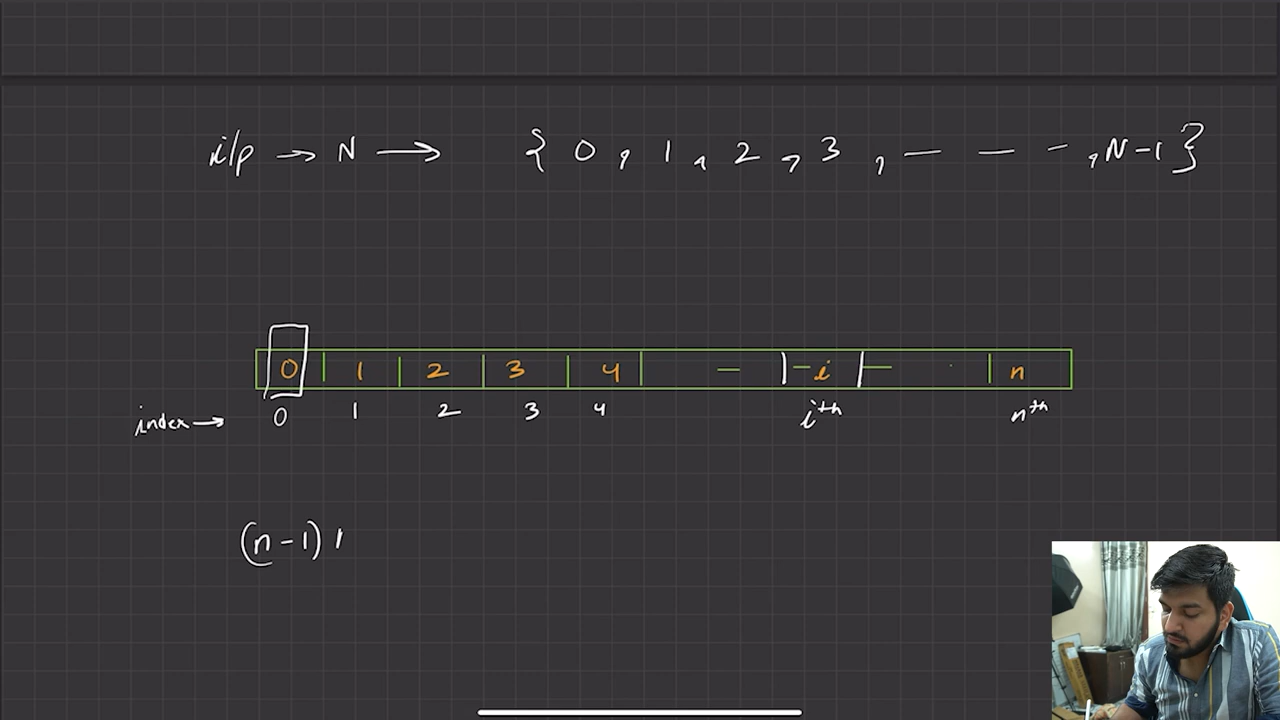 i/p → N → { 0 , 1 , 2 , 3 , — — - , N-1 }
0 1 2 3 4 — - i — n
index → 0 1 2 3 4 ith nth
(n-1) 1